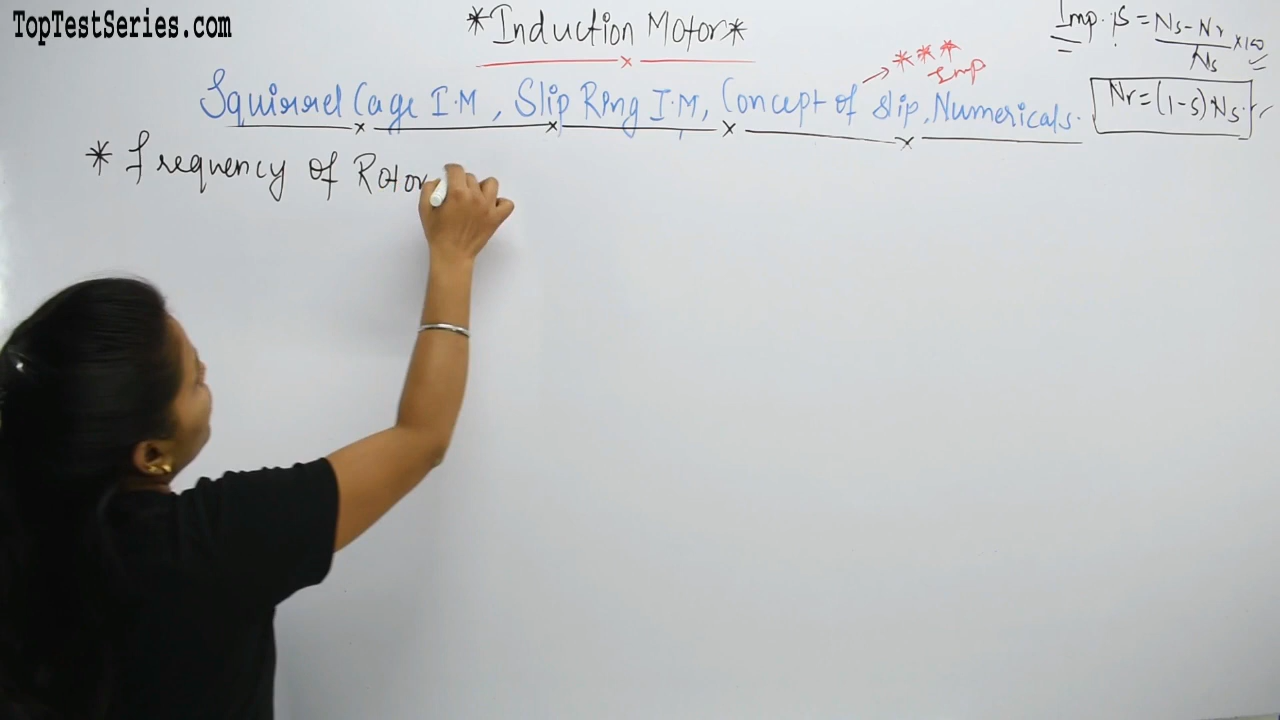 TopTestSeries.com
*Induction Motor*
Imp. S = Ns - Nr / Ns × 100
Nr = (1-s) Ns.
*** Imp
Squirrel Cage I.M, Slip Ring I.M, Concept of slip, Numericals.
* Frequency of Rotor